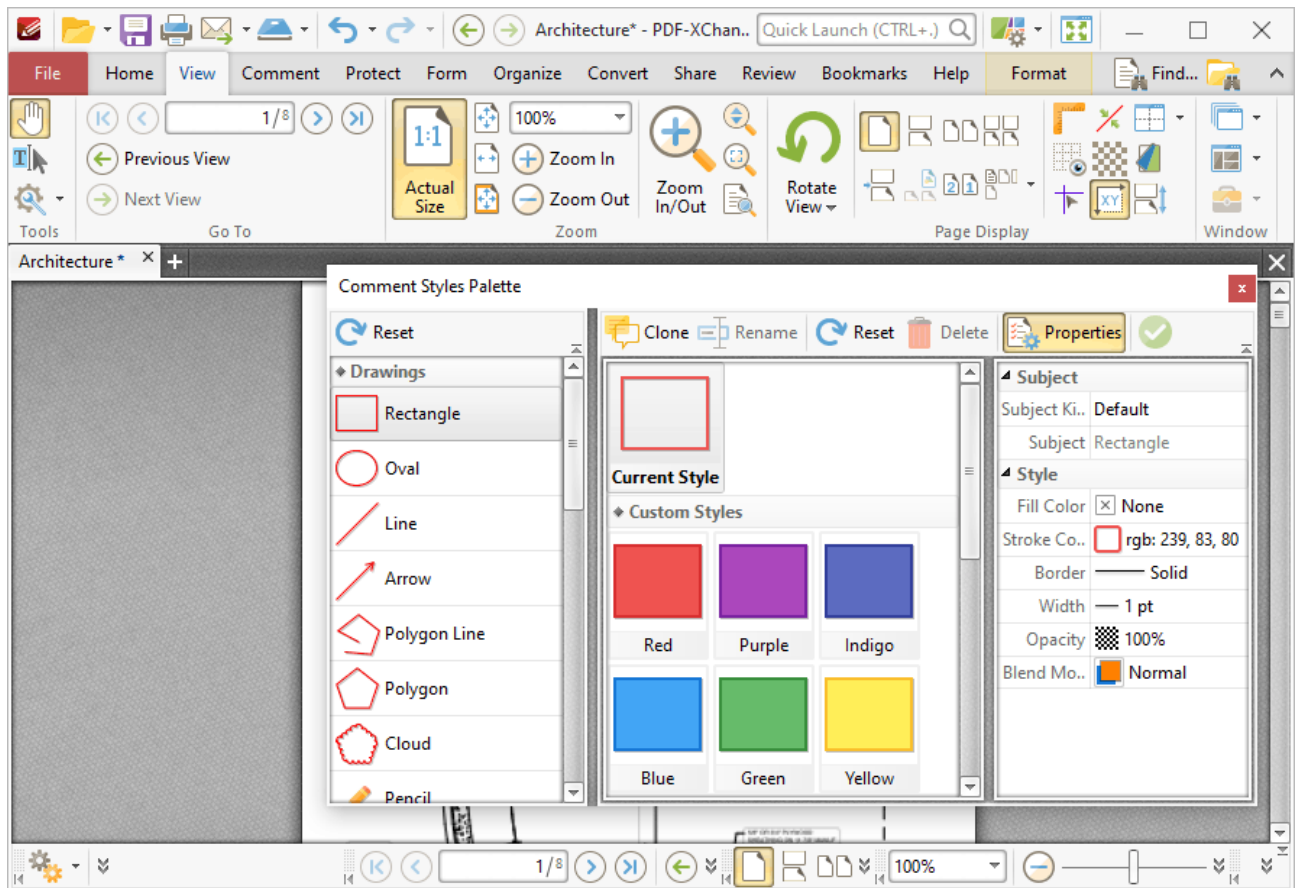 Architecture* - PDF-XChan..
Quick Launch (CTRL+.)
File Home View Comment Protect Form Organize Convert Share Review Bookmarks Help Format Find...
1/8
Previous View
Next View
Tools
Go To
1:1
Actual Size
100%
Zoom In
Zoom Out
Zoom In/Out
Zoom
Rotate View
2 1
XY
Page Display
Window
Architecture *
Comment Styles Palette
Reset
Clone Rename Reset Delete Properties
Drawings
Rectangle
Oval
Line
Arrow
Polygon Line
Polygon
Cloud
Pencil
Current Style
Custom Styles
Red Purple Indigo
Blue Green Yellow
Subject
Subject Ki.. Default
Subject Rectangle
Style
Fill Color None
Stroke Co.. rgb: 239, 83, 80
Border Solid
Width 1 pt
Opacity 100%
Blend Mo.. Normal
1/8
100%